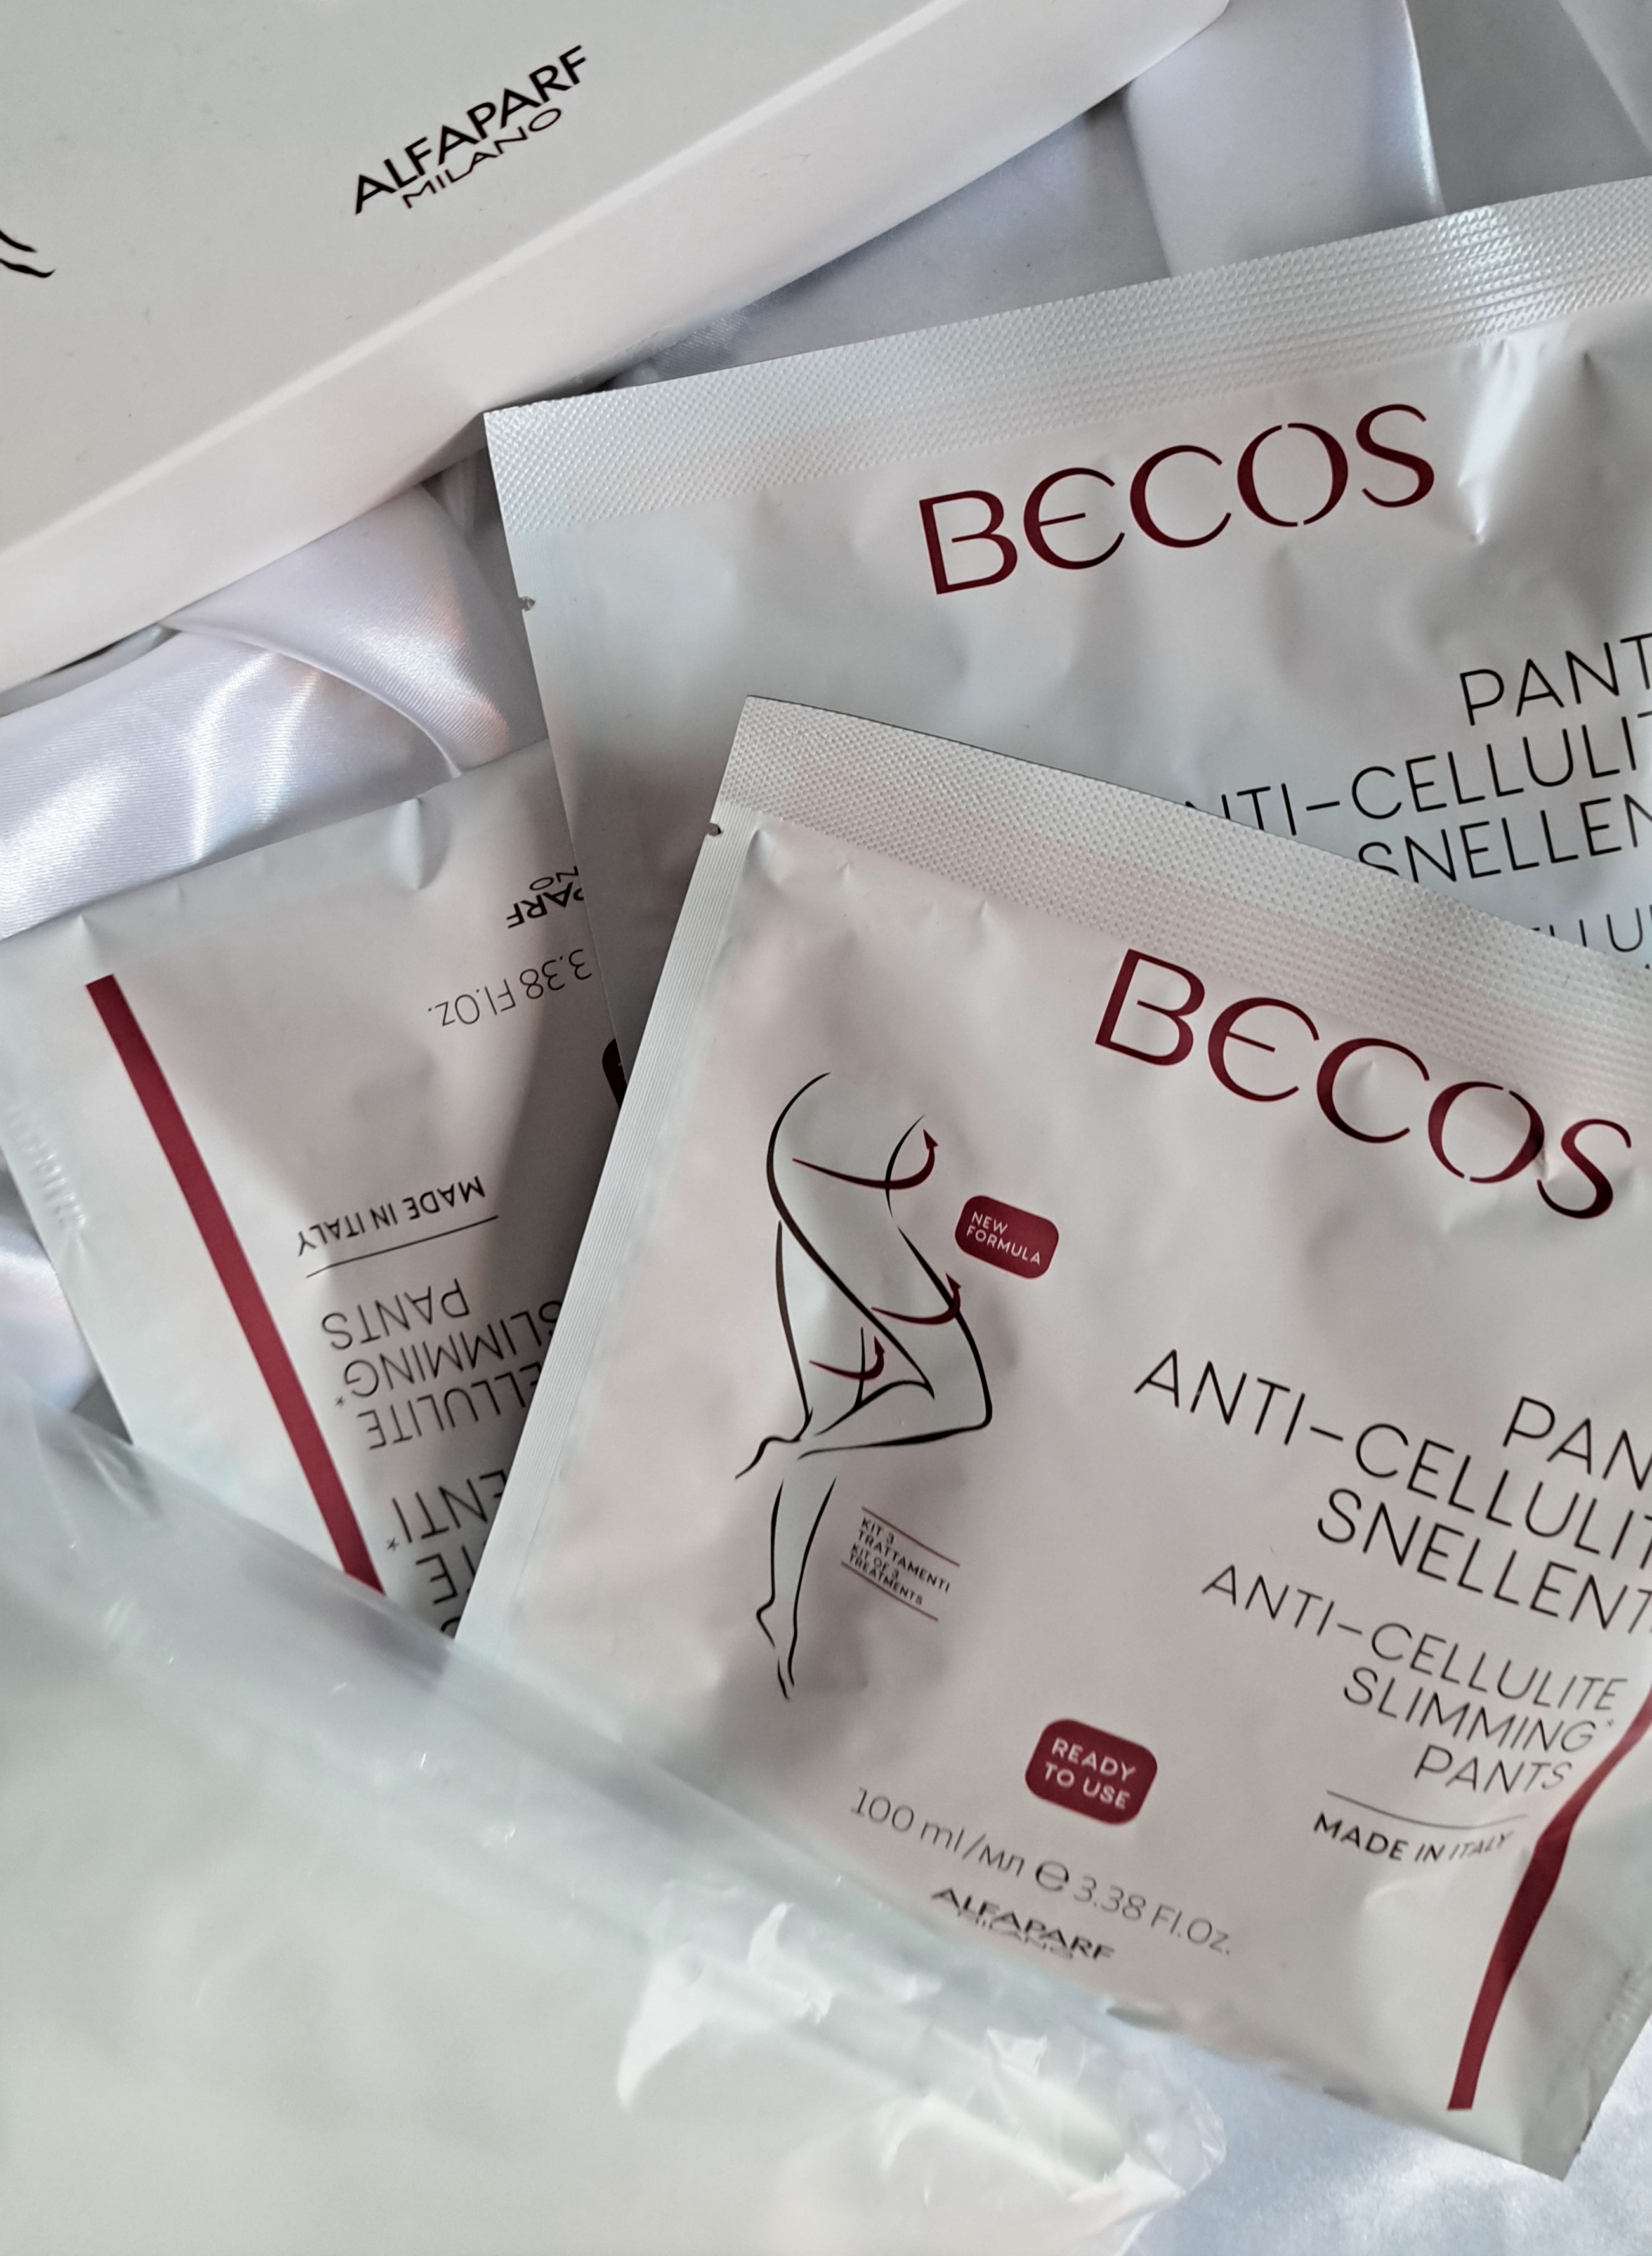 ALFAPARF
MILANO
BECOS
ANTI-CELLULIT
SNELLEN
BECOS
NEW
FORMULA
PAN
ANTI-CELLULIT
SNELLENT
ANTI-CELLULITE
SLIMMING*
PANTS
MADE IN ITALY
KIT 3
TRATTAMENTI
KIT OF 3
TREATMENTS
READY
TO USE
100 ml/мл ℮ 3.38 Fl.Oz.
ALFAPARF
MILANO
3.38 Fl.Oz.
MADE IN ITALY
PANTS
SLIMMING*
ELLULITE